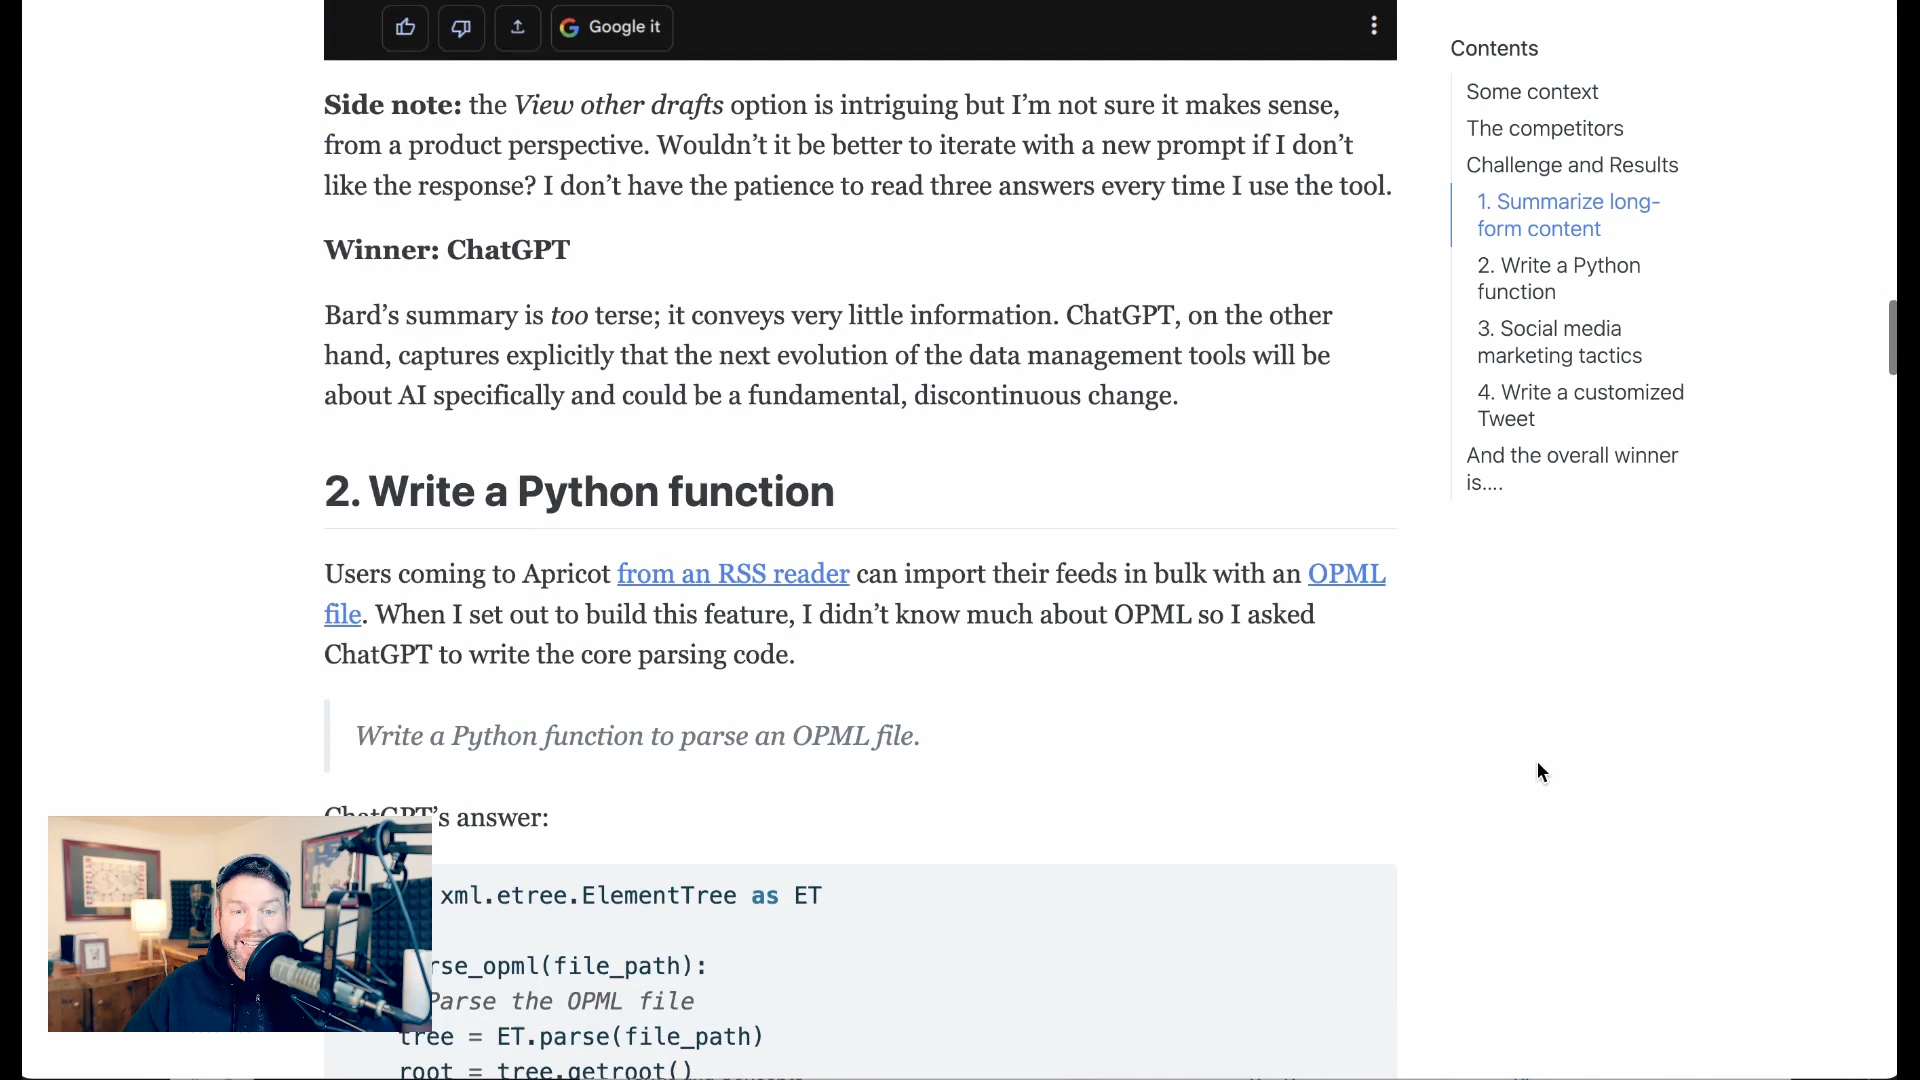 Google it
Side note: the View other drafts option is intriguing but I’m not sure it makes sense,
from a product perspective. Wouldn’t it be better to iterate with a new prompt if I don’t
like the response? I don’t have the patience to read three answers every time I use the tool.
Winner: ChatGPT
Bard’s summary is too terse; it conveys very little information. ChatGPT, on the other
hand, captures explicitly that the next evolution of the data management tools will be
about AI specifically and could be a fundamental, discontinuous change.
2. Write a Python function
Users coming to Apricot from an RSS reader can import their feeds in bulk with an OPML
file. When I set out to build this feature, I didn’t know much about OPML so I asked
ChatGPT to write the core parsing code.
Write a Python function to parse an OPML file.
ChatGPT’s answer:
xml.etree.ElementTree as ET
rse_opml(file_path):
Parse the OPML file
tree = ET.parse(file_path)
root = tree.getroot()
Contents
Some context
The competitors
Challenge and Results
1. Summarize long-
form content
2. Write a Python
function
3. Social media
marketing tactics
4. Write a customized
Tweet
And the overall winner
is....